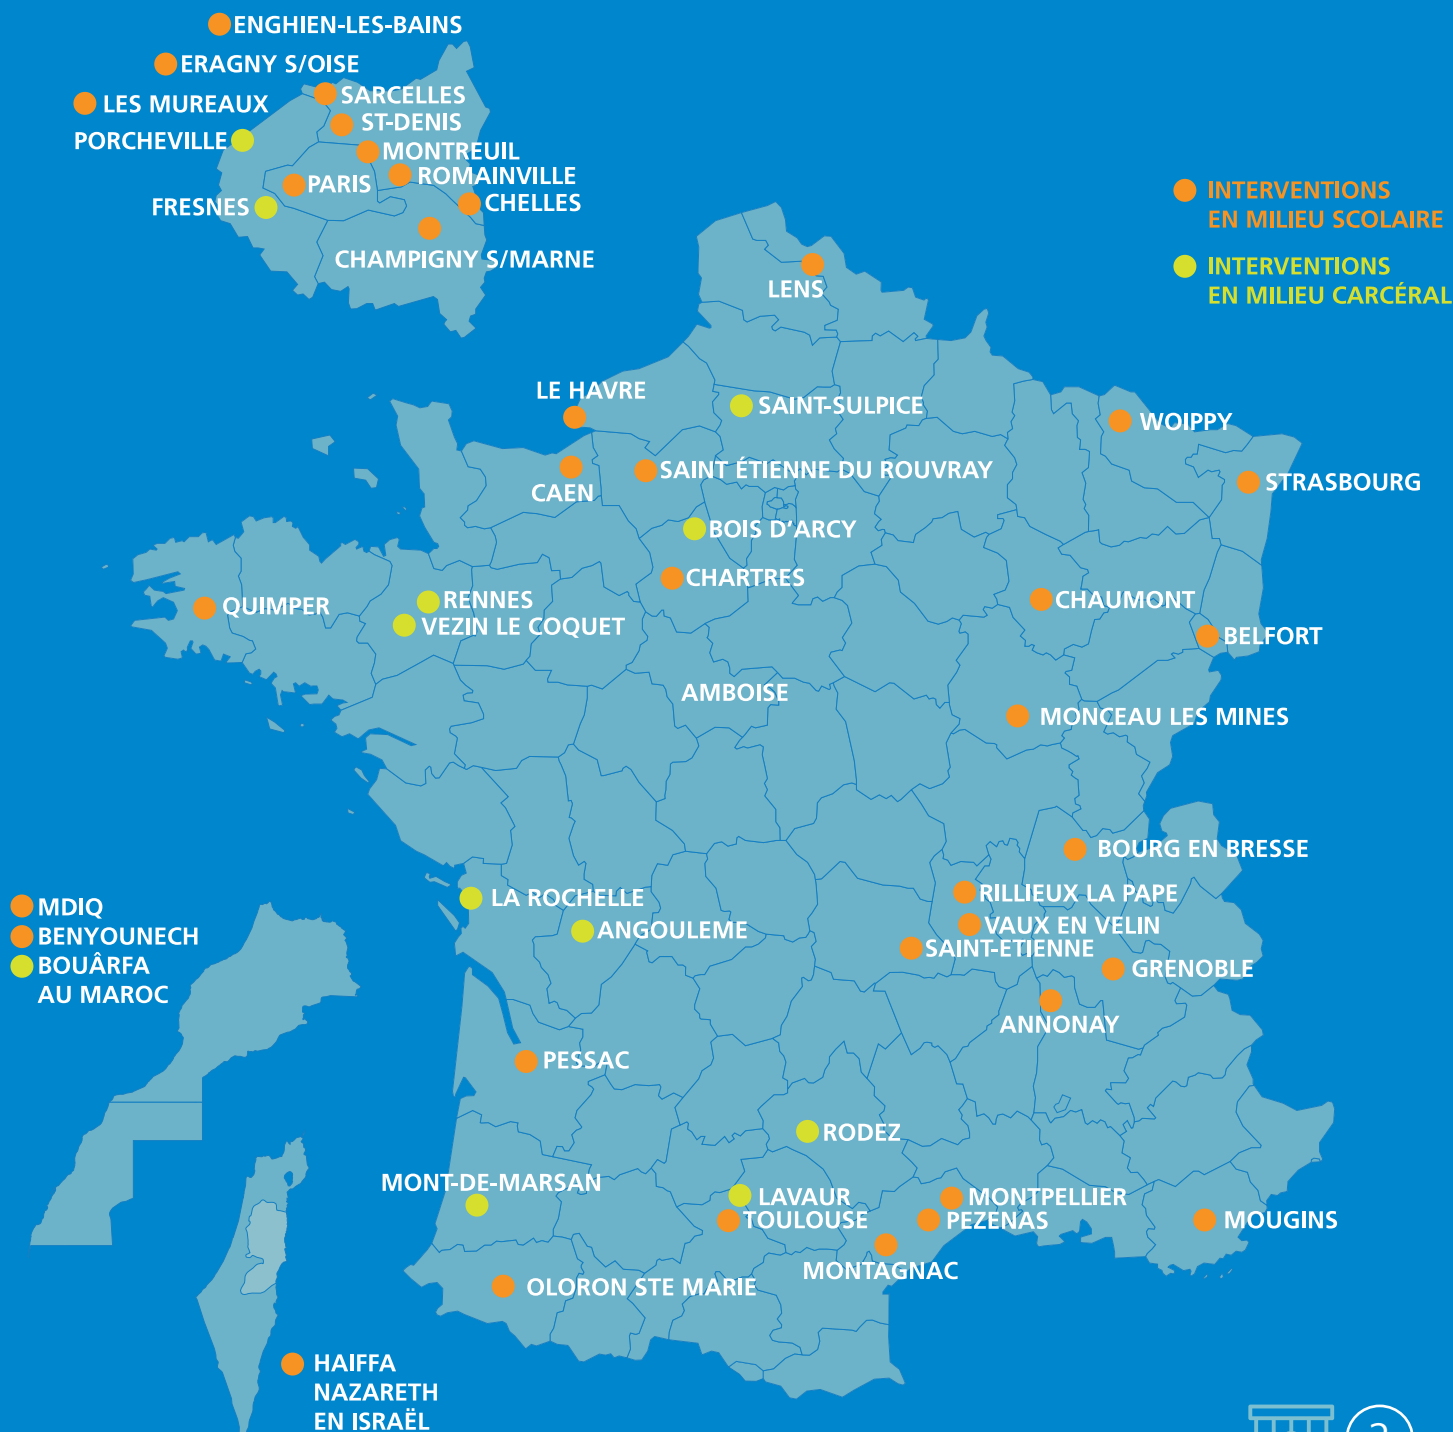 ENGHIEN-LES-BAINS
ERAGNY S/OISE
LES MUREAUX
SARCELLES
ST-DENIS
PORCHEVILLE
MONTREUIL
ROMAINVILLE
PARIS
CHELLES
FRESNES
CHAMPIGNY S/MARNE
INTERVENTIONS
EN MILIEU SCOLAIRE
INTERVENTIONS
EN MILIEU CARCÉRAL
LENS
LE HAVRE
SAINT-SULPICE
WOIPPY
SAINT ÉTIENNE DU ROUVRAY
STRASBOURG
CAEN
BOIS D'ARCY
CHARTRES
QUIMPER
RENNES
CHAUMONT
VEZIN LE COQUET
BELFORT
AMBOISE
MONCEAU LES MINES
BOURG EN BRESSE
RILLIEUX LA PAPE
LA ROCHELLE
VAUX EN VELIN
ANGOULEME
SAINT-ETIENNE
GRENOBLE
ANNONAY
MDIQ
BENYOUNECH
BOUÂRFA
AU MAROC
PESSAC
RODEZ
MONT-DE-MARSAN
LAVAUR
MONTPELLIER
TOULOUSE
PEZENAS
MOUGINS
MONTAGNAC
OLORON STE MARIE
HAIFFA
NAZARETH
EN ISRAËL